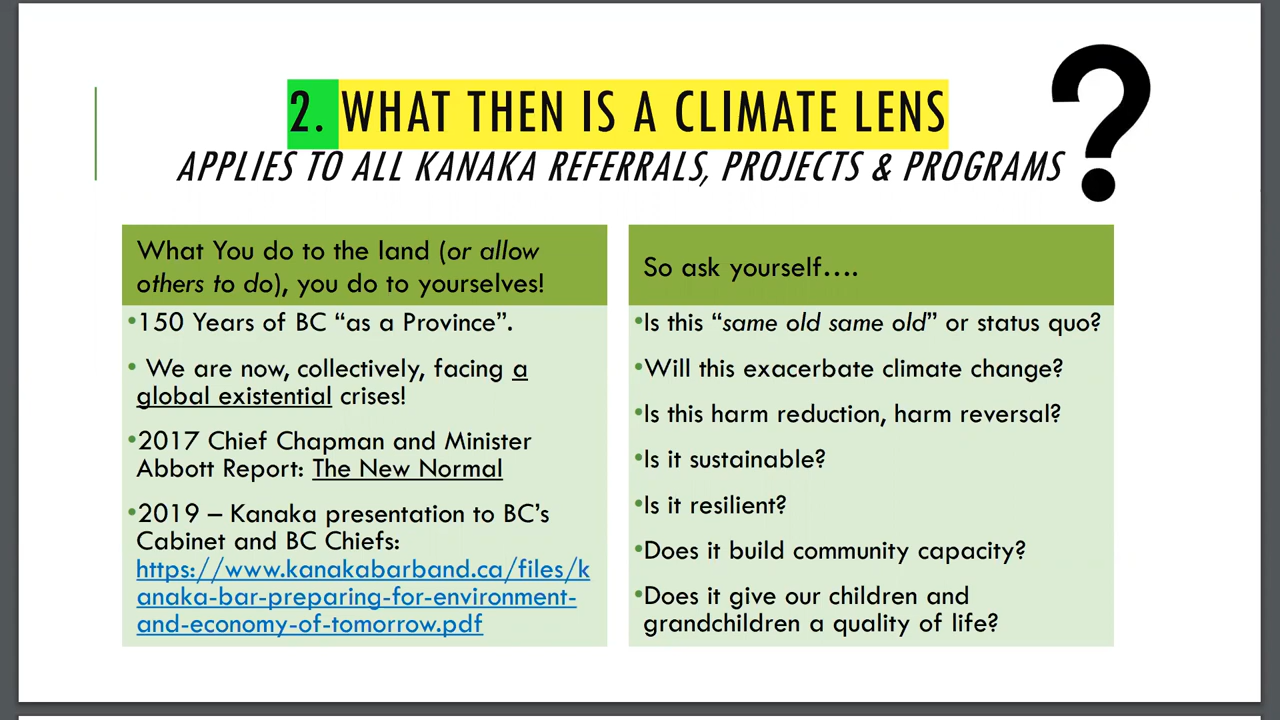 2. WHAT THEN IS A CLIMATE LENS
APPLIES TO ALL KANAKA REFERRALS, PROJECTS & PROGRAMS
?
What You do to the land (or allow
others to do), you do to yourselves!
•150 Years of BC “as a Province”.
• We are now, collectively, facing a
global existential crises!
•2017 Chief Chapman and Minister
Abbott Report: The New Normal
•2019 – Kanaka presentation to BC’s
Cabinet and BC Chiefs:
https://www.kanakabarband.ca/files/k
anaka-bar-preparing-for-environment-
and-economy-of-tomorrow.pdf
So ask yourself….
•Is this “same old same old” or status quo?
•Will this exacerbate climate change?
•Is this harm reduction, harm reversal?
•Is it sustainable?
•Is it resilient?
•Does it build community capacity?
•Does it give our children and
grandchildren a quality of life?